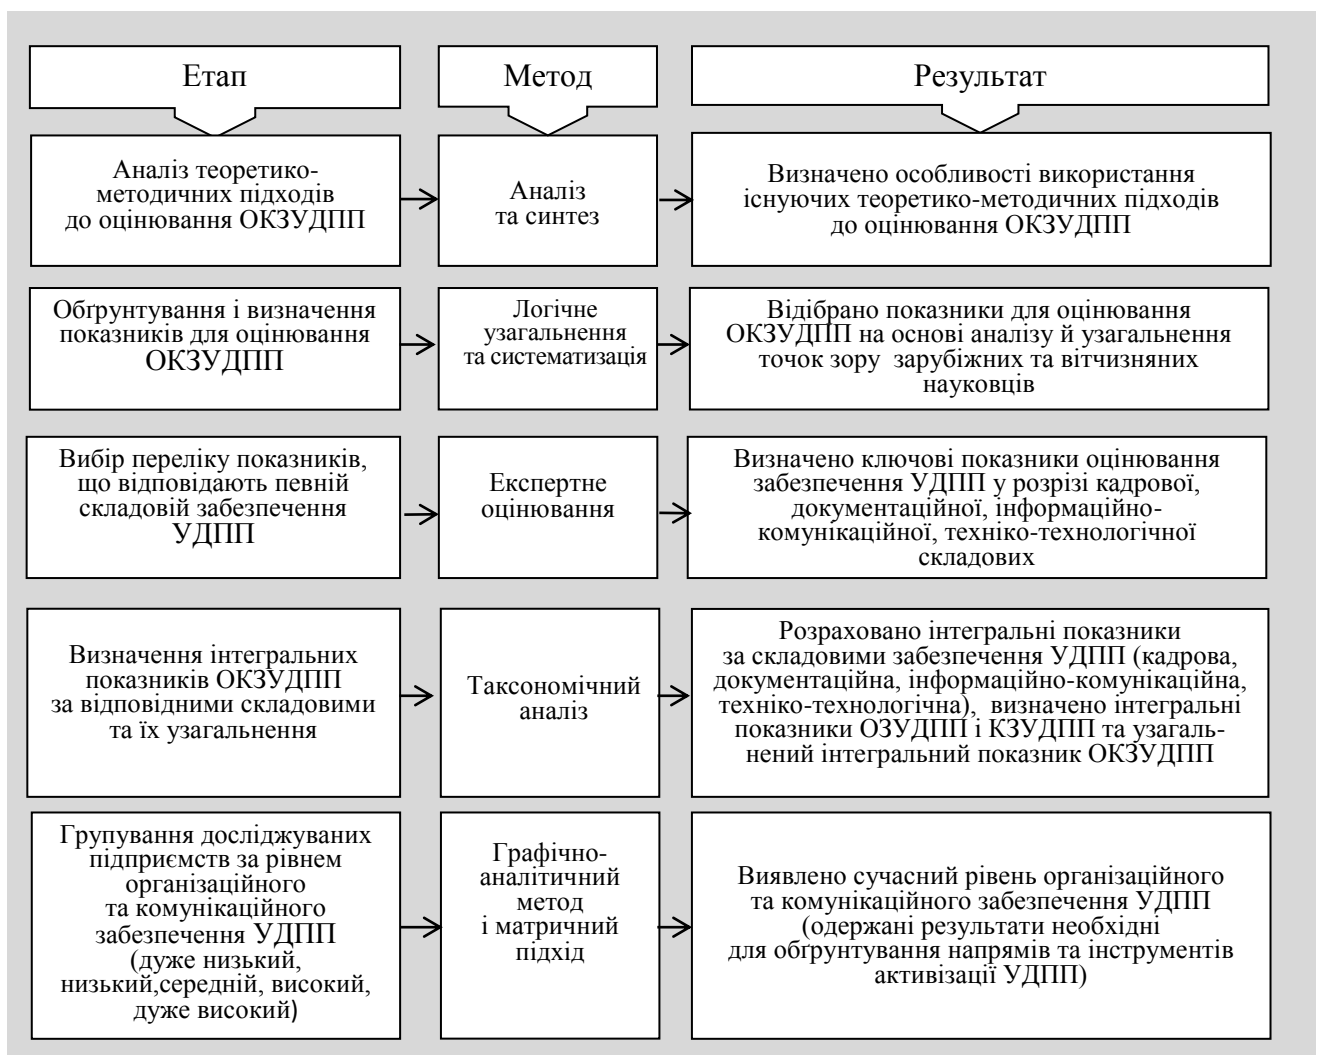 Етап
Метод
Результат
Аналіз теоретико-
методичних підходів
до оцінювання ОКЗУДПП
Аналіз
та синтез
Визначено особливості використання
існуючих теоретико-методичних підходів
до оцінювання ОКЗУДПП
Обґрунтування і визначення
показників для оцінювання
ОКЗУДПП
Логічне
узагальнення
та систематизація
Відібрано показники для оцінювання
ОКЗУДПП на основі аналізу й узагальнення
точок зору зарубіжних та вітчизняних
науковців
Вибір переліку показників,
що відповідають певній
складовій забезпечення
УДПП
Експертне
оцінювання
Визначено ключові показники оцінювання
забезпечення УДПП у розрізі кадрової,
документаційної, інформаційно-
комунікаційної, техніко-технологічної
складових
Визначення інтегральних
показників ОКЗУДПП
за відповідними складовими
та їх узагальнення
Таксономічний
аналіз
Розраховано інтегральні показники
за складовими забезпечення УДПП (кадрова,
документаційна, інформаційно-комунікаційна,
техніко-технологічна), визначено інтегральні
показники ОЗУДПП і КЗУДПП та узагаль-
нений інтегральний показник ОКЗУДПП
Групування досліджуваних
підприємств за рівнем
організаційного
та комунікаційного
забезпечення УДПП
(дуже низький,
низький,середній, високий,
дуже високий)
Графічно-
аналітичний
метод
і матричний
підхід
Виявлено сучасний рівень організаційного
та комунікаційного забезпечення УДПП
(одержані результати необхідні
для обґрунтування напрямів та інструментів
активізації УДПП)